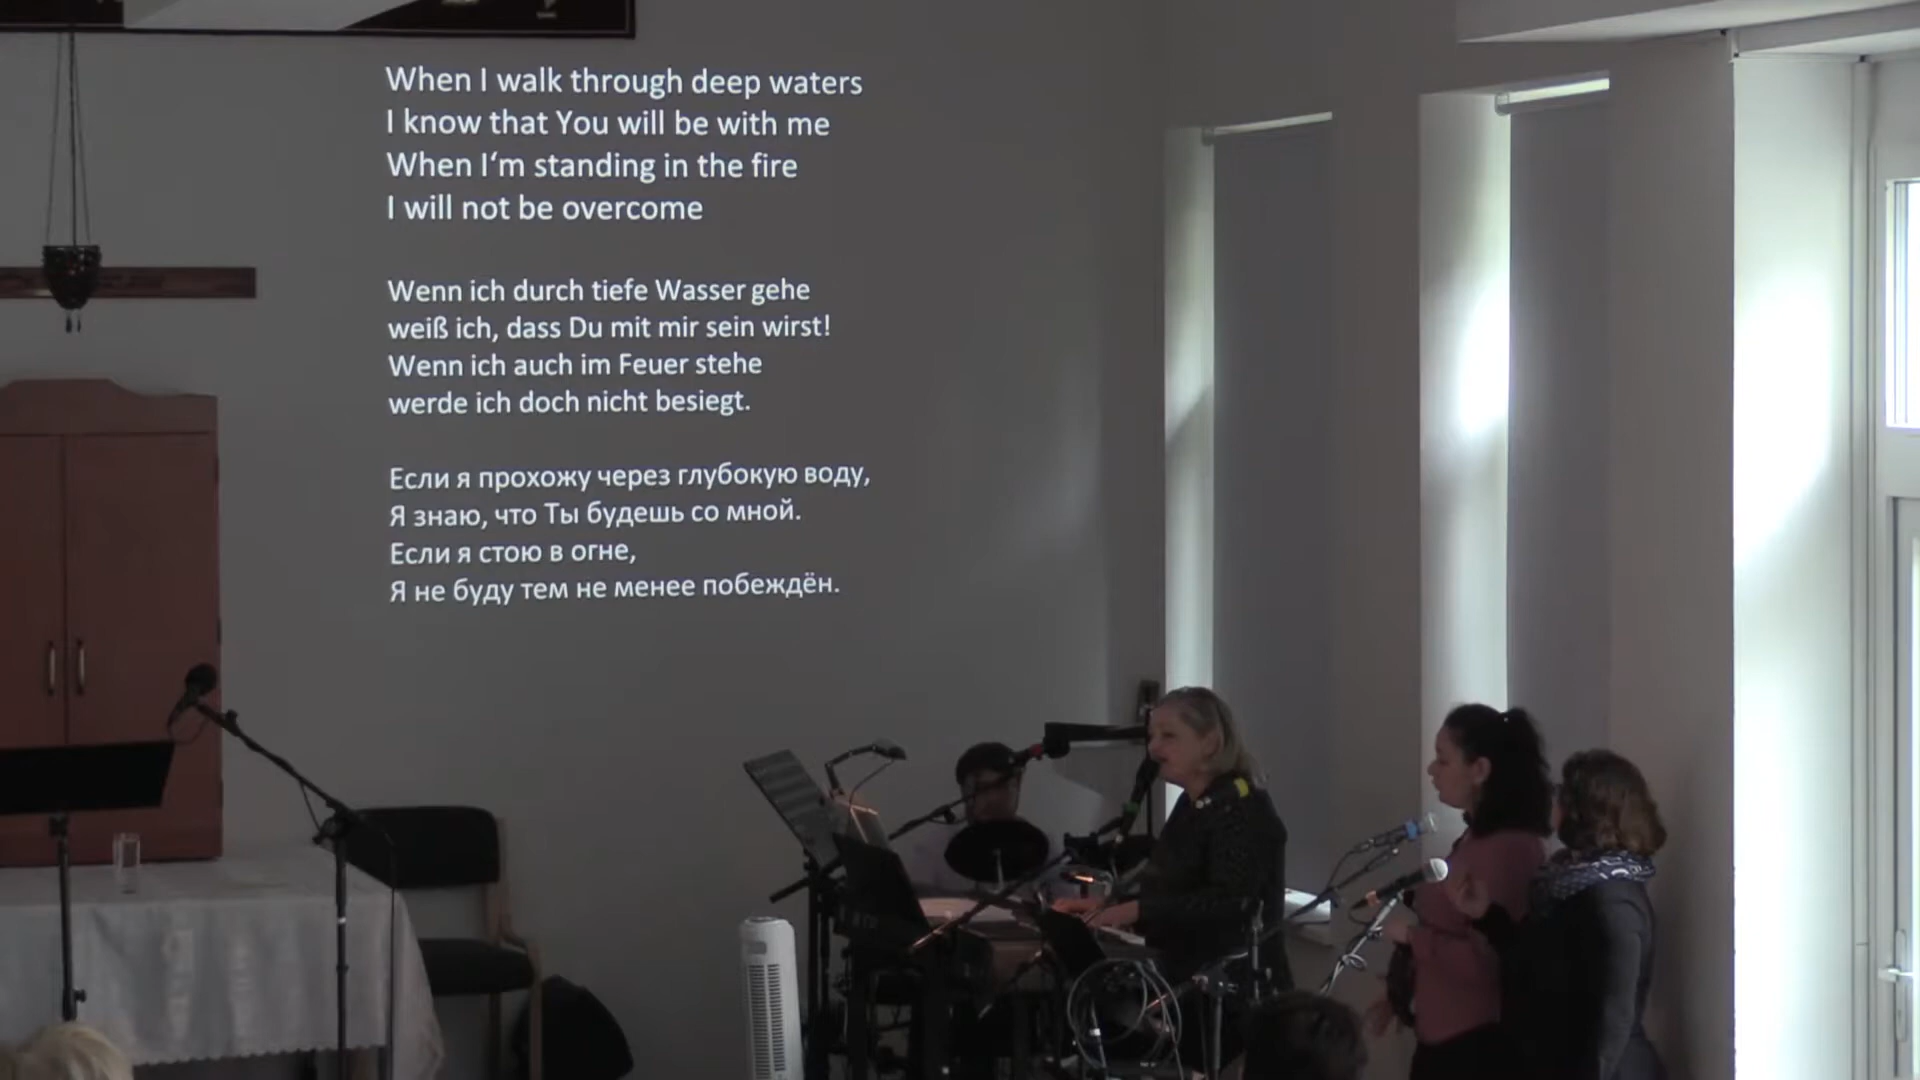 When I walk through deep waters
I know that You will be with me
When I‘m standing in the fire
I will not be overcome
Wenn ich durch tiefe Wasser gehe
weiß ich, dass Du mit mir sein wirst!
Wenn ich auch im Feuer stehe
werde ich doch nicht besiegt.
Если я прохожу через глубокую воду,
Я знаю, что Ты будешь со мной.
Если я стою в огне,
Я не буду тем не менее побеждён.